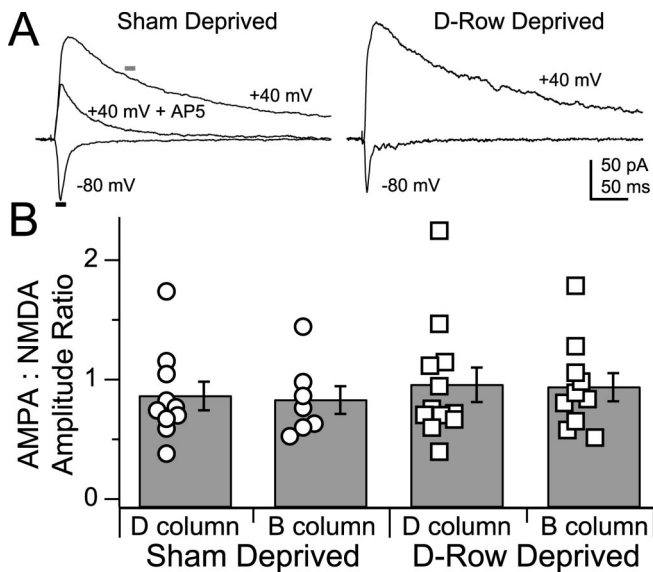 A
Sham Deprived
D-Row Deprived
+40 mV
+40 mV
+40 mV + AP5
-80 mV
-80 mV
50 pA
50 ms
B
AMPA : NMDA
Amplitude Ratio
2
1
0
D column B column D column B column
Sham Deprived D-Row Deprived